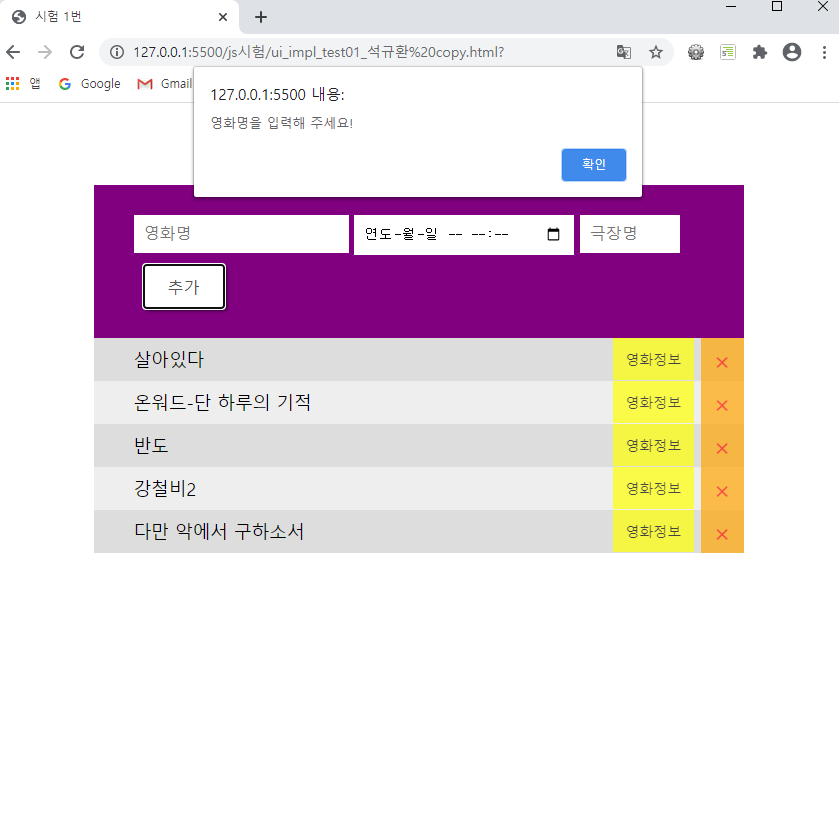 시험 1번
127.0.0.1:5500/js시험/ui_impl_test01_석규환%20copy.html?
앱 Google Gmail
127.0.0.1:5500 내용:
영화명을 입력해 주세요!
확인
영화명 연도-월-일 -- --:-- 극장명
추가
살아있다 영화정보 ×
온워드-단 하루의 기적 영화정보 ×
반도 영화정보 ×
강철비2 영화정보 ×
다만 악에서 구하소서 영화정보 ×